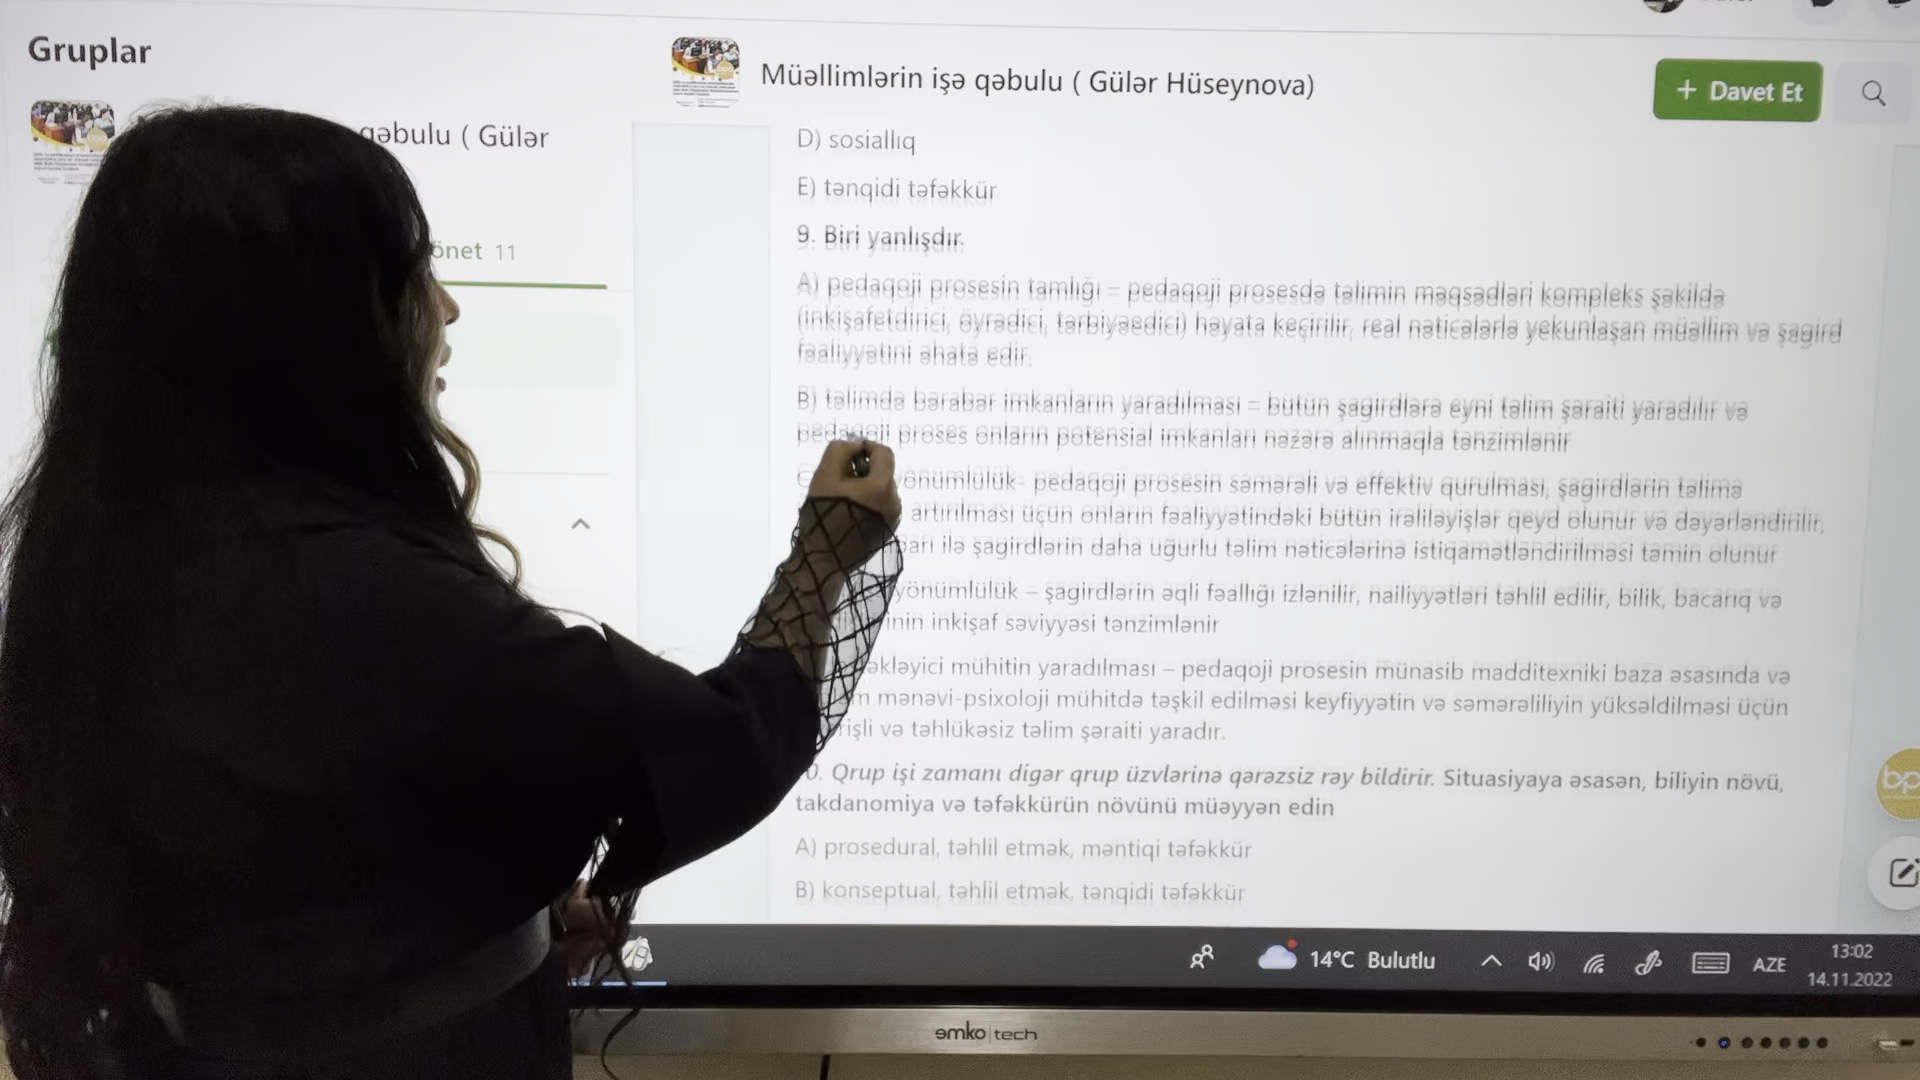 Gruplar
qəbulu ( Gülər
önet 11
Müəllimlərin işə qəbulu ( Gülər Hüseynova)
+ Davet Et
D) sosiallıq
E) tənqidi təfəkkür
9. Biri yanlışdır.
A) pedaqoji prosesin tamlığı – pedaqoji prosesdə təlimin məqsədləri kompleks şəkildə
(inkişafetdirici, öyrədici, tərbiyəedici) həyata keçirilir, real nəticələrlə yekunlaşan müəllim və şagird
fəaliyyətini əhatə edir.
B) təlimdə bərabər imkanların yaradılması – bütün şagirdlərə eyni təlim şəraiti yaradılır və
pedaqoji proses onların potensial imkanları nəzərə alınmaqla tənzimlənir
yönümlülük- pedaqoji prosesin səmərəli və effektiv qurulması, şagirdlərin təlimə
artırılması üçün onların fəaliyyətindəki bütün irəliləyişlər qeyd olunur və dəyərləndirilir,
ilə şagirdlərin daha uğurlu təlim nəticələrinə istiqamətləndirilməsi təmin olunur
yönümlülük – şagirdlərin əqli fəallığı izlənilir, nailiyyətləri təhlil edilir, bilik, bacarıq və
inin inkişaf səviyyəsi tənzimlənir
əkləyici mühitin yaradılması – pedaqoji prosesin münasib madditexniki baza əsasında və
mənəvi-psixoloji mühitdə təşkil edilməsi keyfiyyətin və səmərəliliyin yüksəldilməsi üçün
rişli və təhlükəsiz təlim şəraiti yaradır.
0. Qrup işi zamanı digər qrup üzvlərinə qərəzsiz rəy bildirir. Situasiyaya əsasən, biliyin növü,
takdanomiya və təfəkkürün növünü müəyyən edin
A) prosedural, təhlil etmək, məntiqi təfəkkür
B) konseptual, təhlil etmək, tənqidi təfəkkür
bp
14°C Bulutlu
AZE
13:02
14.11.2022
emko | tech